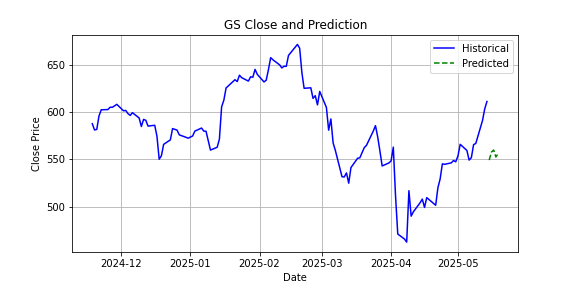 GS Close and Prediction
Historical
Predicted
650
600
550
500
Close Price
2024-12 2025-01 2025-02 2025-03 2025-04 2025-05
Date